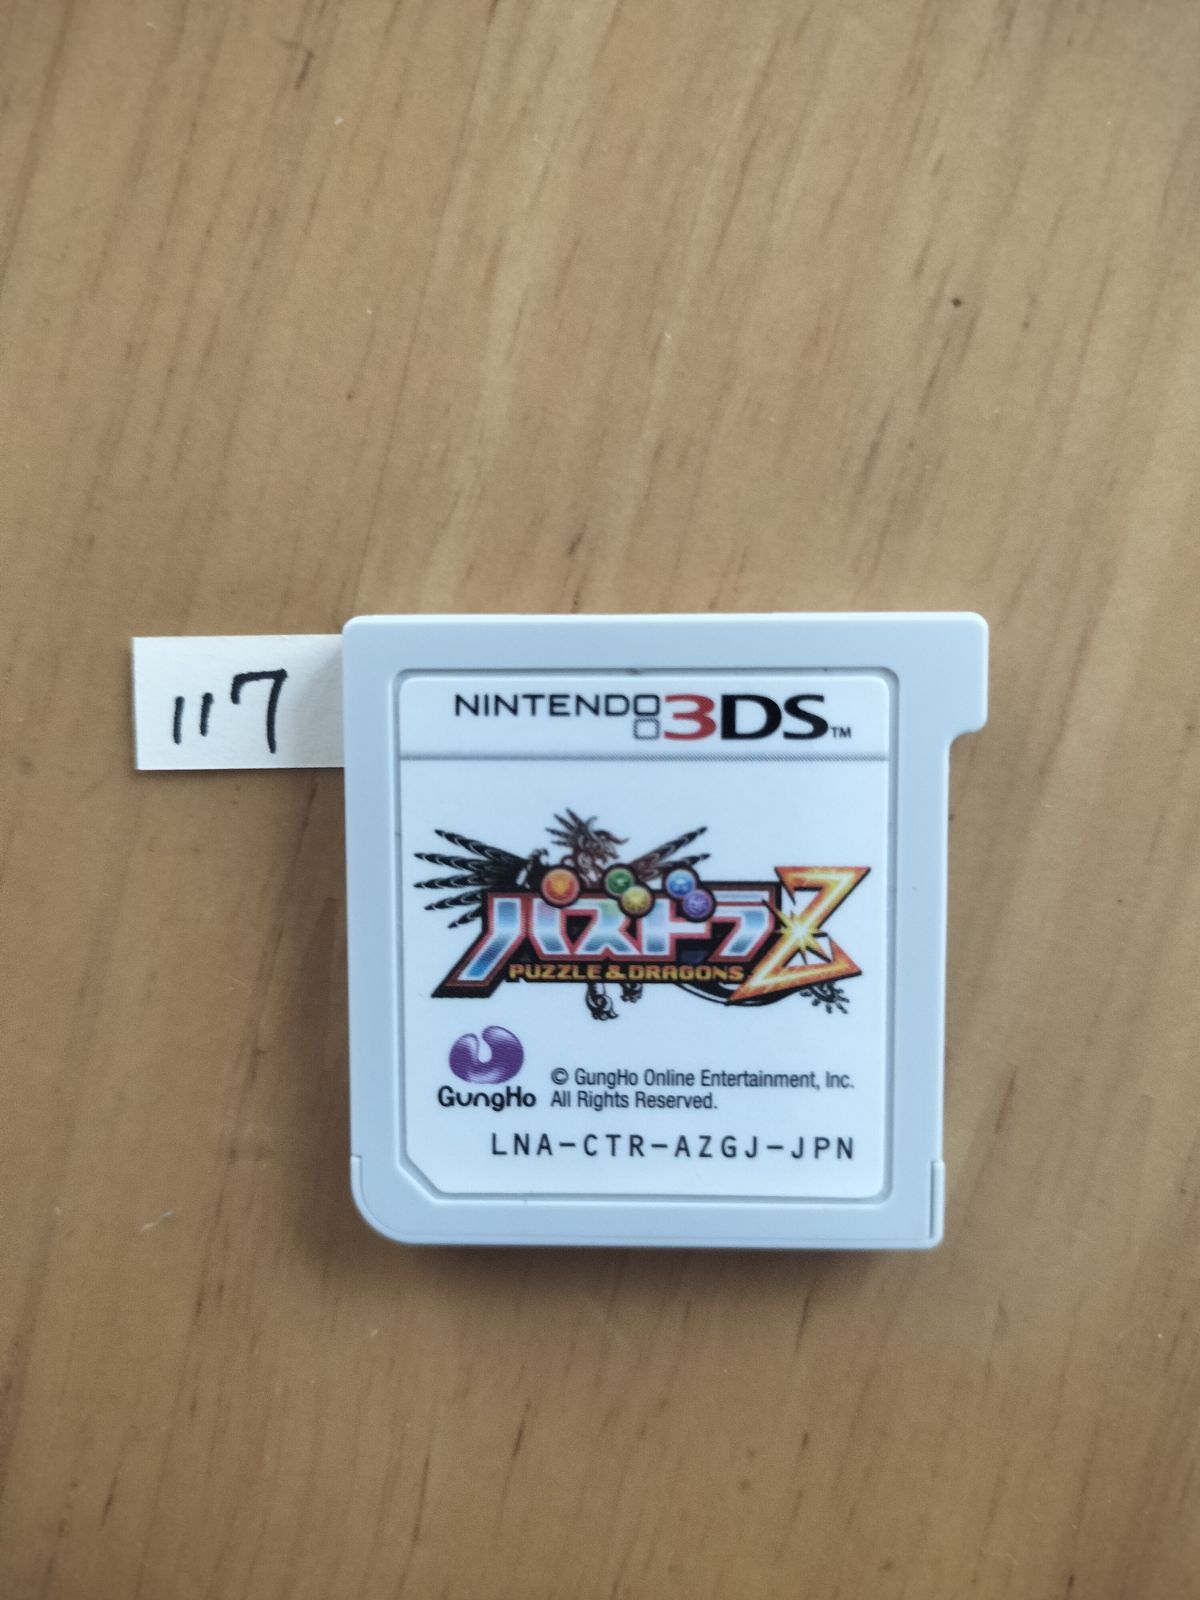 117
NINTENDO 3DS™
パズドラZ
PUZZLE & DRAGONS
GungHo
© GungHo Online Entertainment, Inc.
All Rights Reserved.
LNA-CTR-AZGJ-JPN